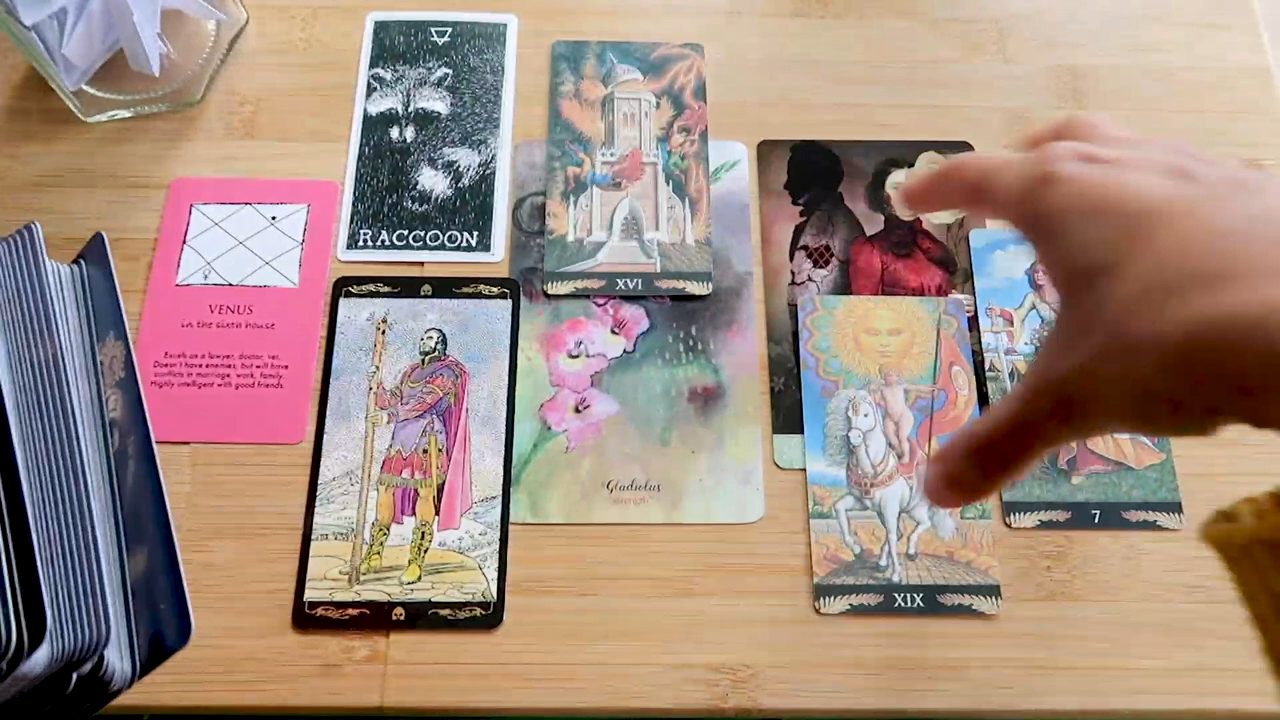 RACCOON
VENUS
in the sixth house
Excels as a lawyer, doctor, vet.
Doesn't have enemies, but will have
conflicts in marriage, work, family.
Highly intelligent with good friends.
XVI
Gladiolus
"strength"
XIX
7